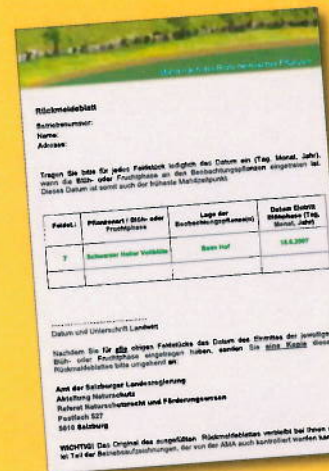 Rückmeldeblatt
Betriebsnummer:
Name:
Adresse:
Tragen Sie bitte für jedes Feldstück lediglich das Datum ein (Tag, Monat, Jahr),
wann die Blüh- oder Fruchtphase an den Beobachtungspflanzen eingetreten ist.
Dieses Datum ist somit auch der früheste Mähzeitpunkt
Feldst.: Pflanzenart / Blüh- oder Fruchtphase Lage der Beobachtungspflanze(n) Datum Eintritt Blühphase (Tag, Monat, Jahr)
7 Schwarzer Holler Vollblüte Beim Hof 15.6.2007
Datum und Unterschrift Landwirt
Nachdem Sie für alle obigen Feldstücke das Datum des Eintrittes der jeweiligen
Blüh- oder Fruchtphase eingetragen haben, senden Sie eine Kopie dieses
Rückmeldeblattes bitte umgehend an:
Amt der Salzburger Landesregierung
Abteilung Naturschutz
Referat Naturschutzrecht und Förderungswesen
Postfach 527
5010 Salzburg
WICHTIG! Das Original des ausgefüllten Rückmeldeblattes verbleibt bei Ihnen
ist Teil der Betriebsaufzeichnungen, der von der AMA auch kontrolliert werden kann